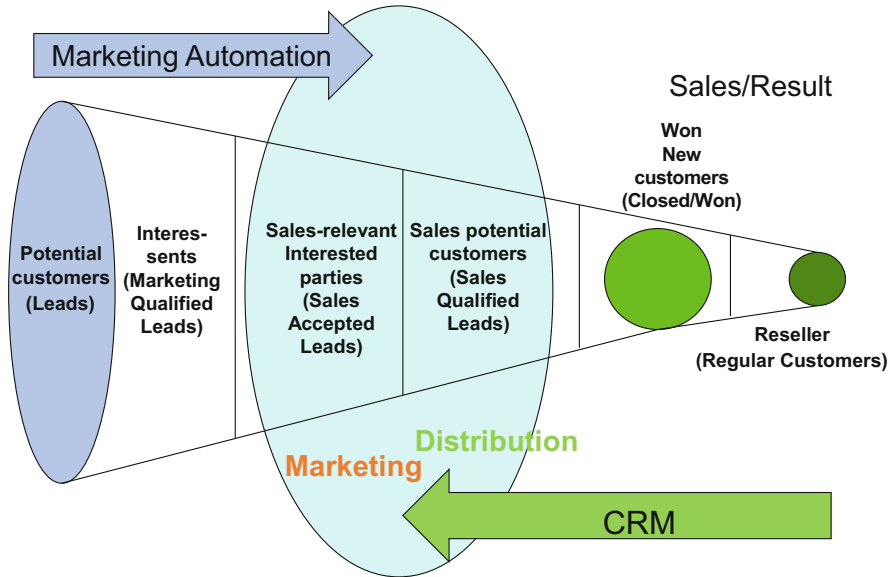 Marketing Automation
Sales/Result
Won
New
customers
(Closed/Won)
Potential
customers
(Leads)
Interes-
sents
(Marketing
Qualified
Leads)
Sales-relevant
Interested
parties
(Sales
Accepted
Leads)
Sales potential
customers
(Sales
Qualified
Leads)
Reseller
(Regular Customers)
Distribution
Marketing
CRM